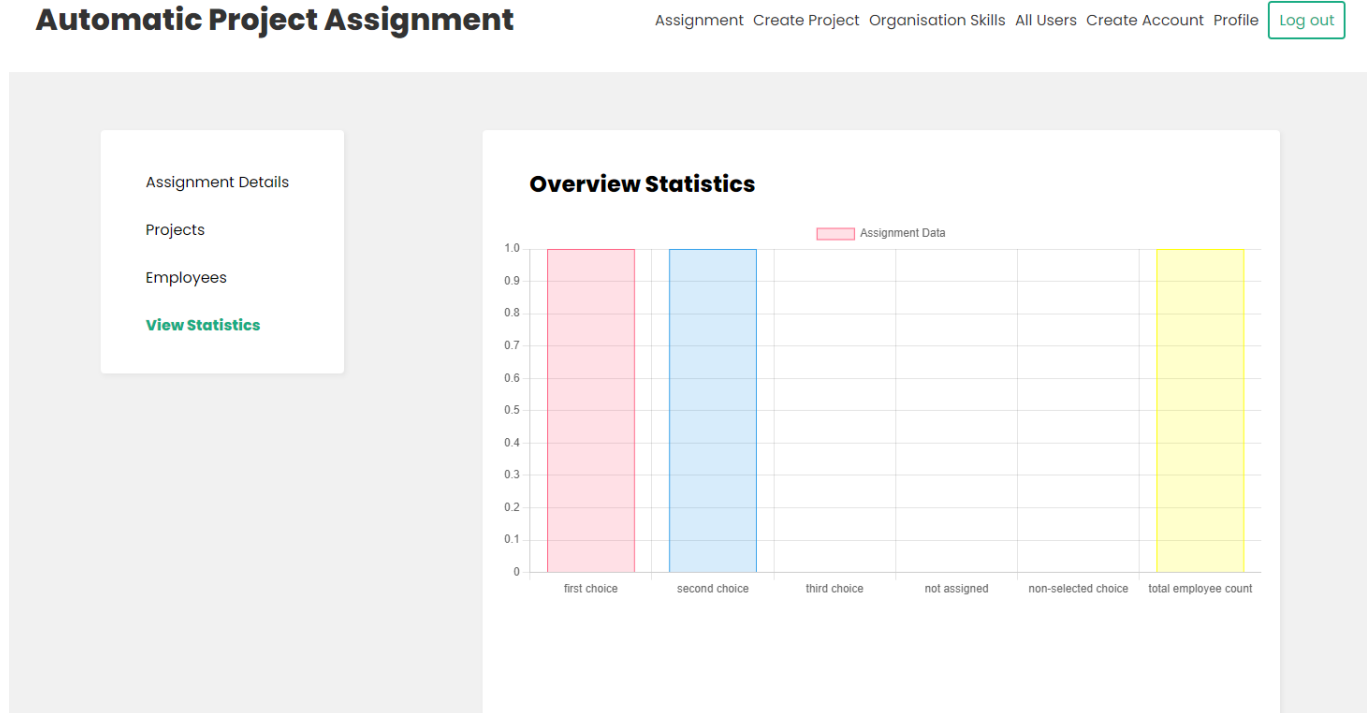 Automatic Project Assignment
Assignment Create Project Organisation Skills All Users Create Account Profile Log out
Assignment Details
Projects
Employees
View Statistics
Overview Statistics
Assignment Data
1.0
0.9
0.8
0.7
0.6
0.5
0.4
0.3
0.2
0.1
0
first choice second choice third choice not assigned non-selected choice total employee count